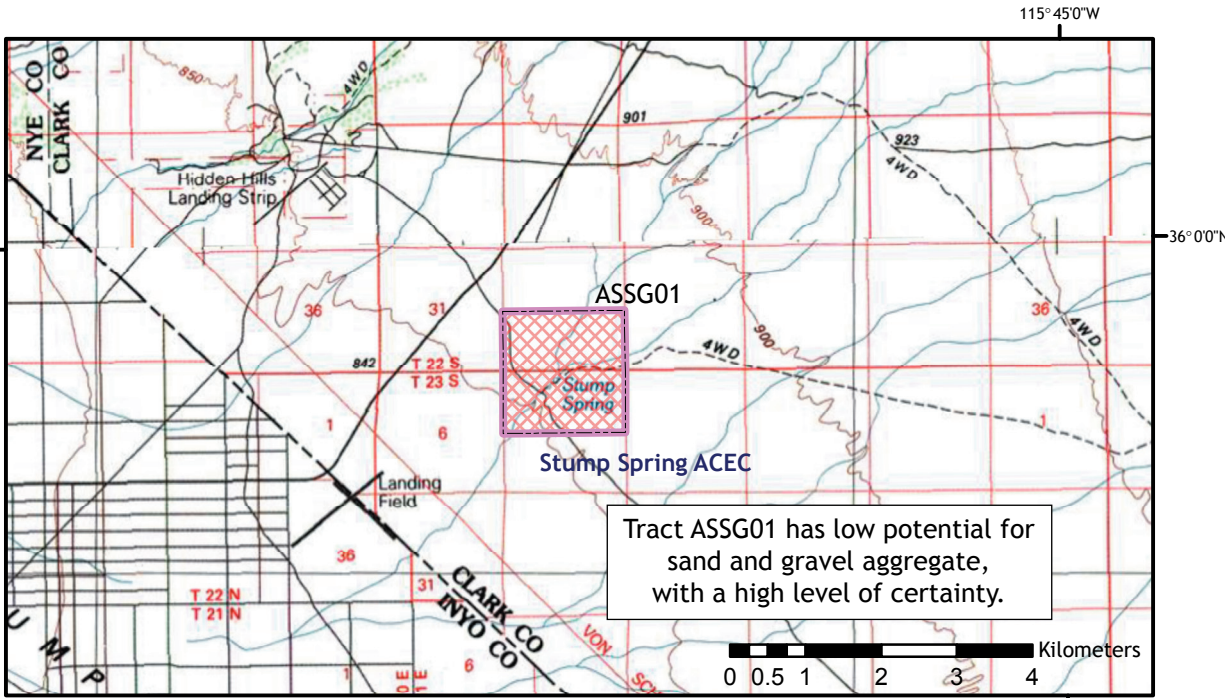 115°45'0"W
NYE CO
CLARK CO
850
4WD
901
923
4WD
Hidden Hills
Landing Strip
900
36°0'0"N
ASSG01
36
31
36
900
4WD
4WD
842
T 22 S
T 23 S
Stump
Spring
1
6
1
Stump Spring ACEC
Landing
Field
Tract ASSG01 has low potential for
sand and gravel aggregate,
with a high level of certainty.
36
31
CLARK CO
INYO CO
T 22 N
T 21 N
U M P
VON
1
6
Kilometers
0 0.5 1 2 3 4